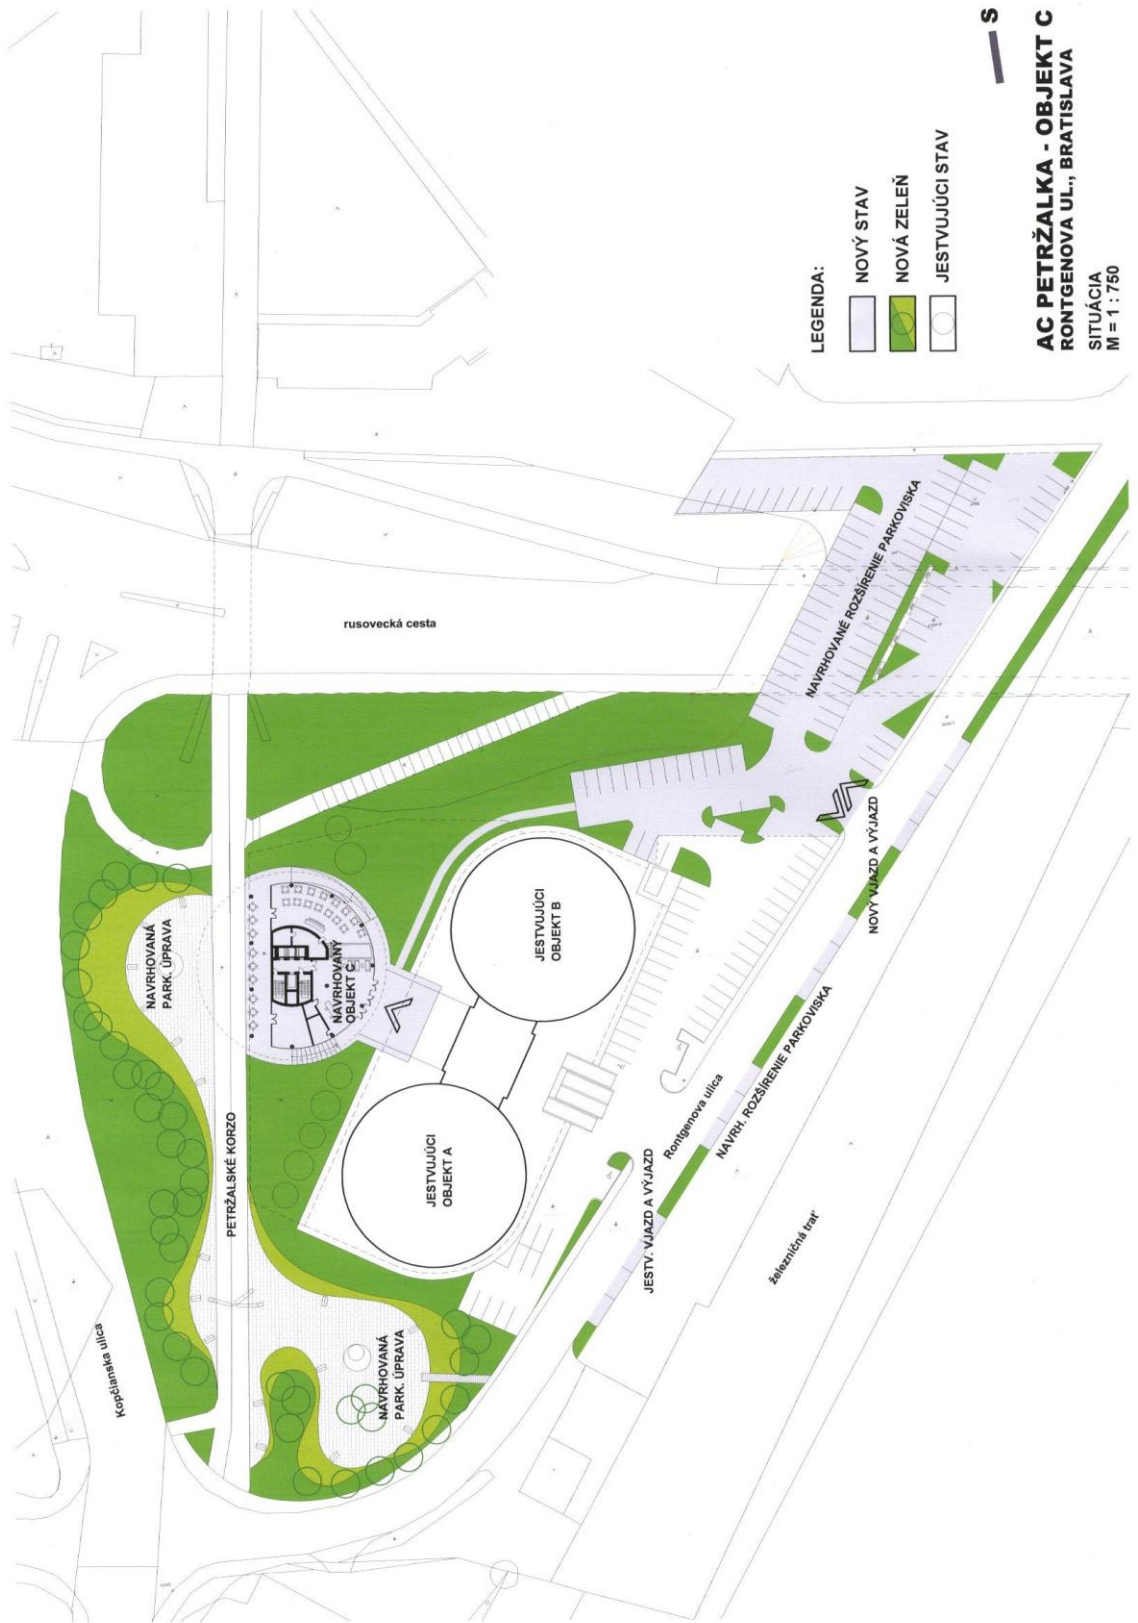 S
AC PETRŽALKA - OBJEKT C
RONTGENOVA UL., BRATISLAVA
SITUÁCIA
M = 1 : 750
LEGENDA:
NOVÝ STAV
NOVÁ ZELEŇ
JESTVUJÚCI STAV
rusovecká cesta
NAVRHOVANÉ ROZŠÍRENIE PARKOVISKA
NAVRHOVANÁ
PARK. ÚPRAVA
NAVRHOVANÝ
OBJEKT C
JESTVUJÚCI
OBJEKT B
NOVÝ VJAZD A VÝJAZD
PETRŽALSKÉ KORZO
JESTVUJÚCI
OBJEKT A
Rontgenova ulica
NAVRH. ROZŠÍRENIE PARKOVISKA
JESTV. VJAZD A VÝJAZD
železničná trať
Kopčianska ulica
NAVRHOVANÁ
PARK. ÚPRAVA